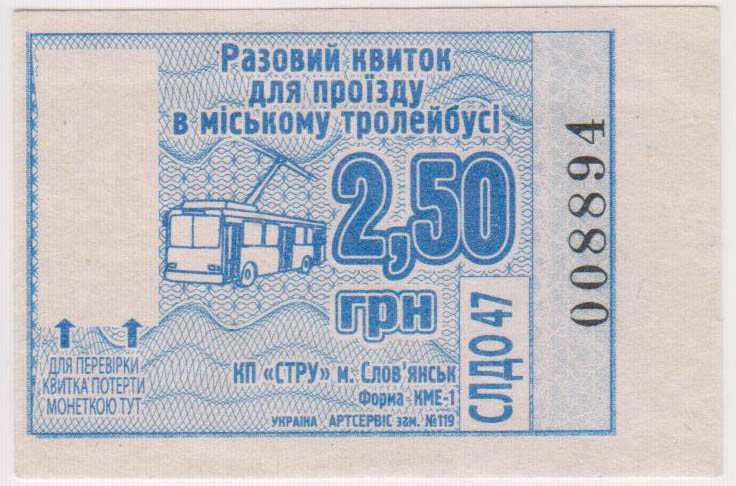 Разовий квиток
для проїзду
в міському тролейбусі
2,50
грн
ДЛЯ ПЕРЕВІРКИ
КВИТКА ПОТЕРТИ
МОНЕТКОЮ ТУТ
КП «СТРУ» м. Слов'янськ
Форма КМЕ-1
УКРАЇНА АРТСЕРВІС зам. №119
СЛДО 47
008894